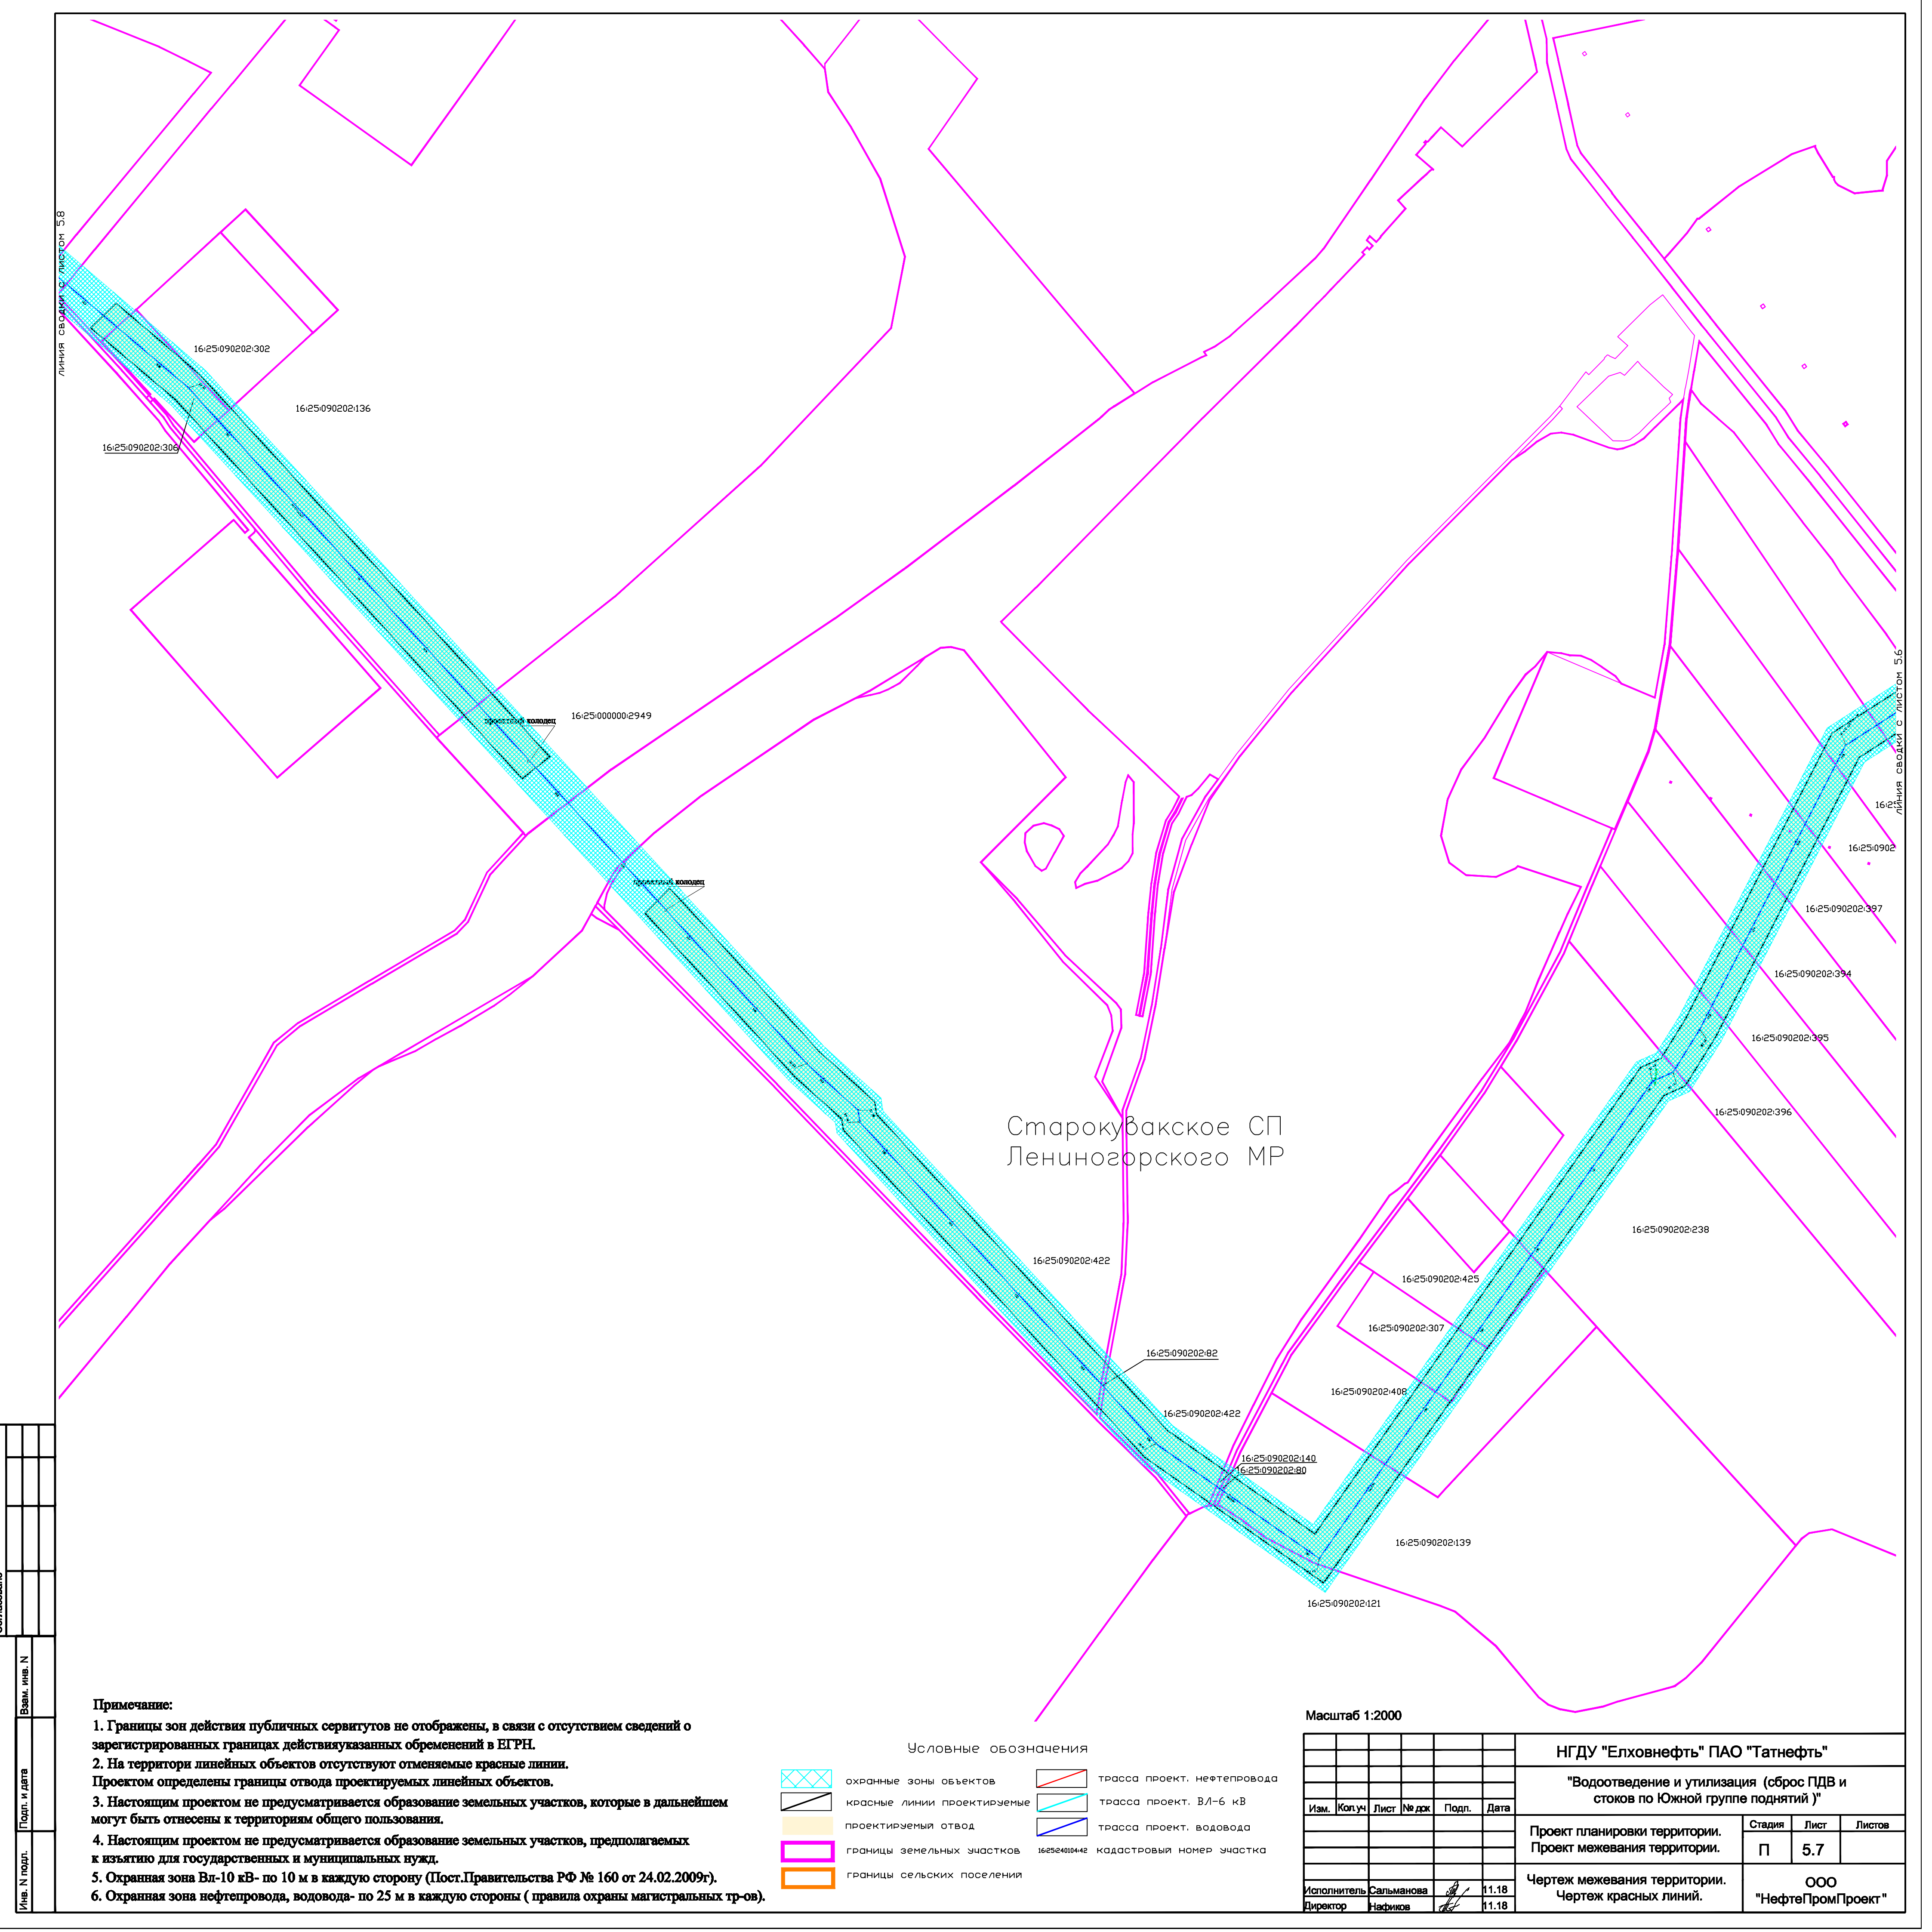 линия сводки с листом 5.8
16:25:090202:302
16:25:090202:136
16:25:090202:306
проектный колодец
16:25:000000:2949
проектный колодец
линия сводки с листом 5.6
16:25
16:25:0902
16:25:090202:397
16:25:090202:394
16:25:090202:395
16:25:090202:396
Старокувакское СП
Лениногорского МР
16:25:090202:238
16:25:090202:422
16:25:090202:425
16:25:090202:307
16:25:090202:82
16:25:090202:408
16:25:090202:422
16:25:090202:140
16:25:090202:80
16:25:090202:139
16:25:090202:121
Взам. инв. N
Подп. и дата
Инв. N подл.
Примечание:
1. Границы зон действия публичных сервитутов не отображены, в связи с отсутствием сведений о
зарегистрированных границах действияуказанных обременений в ЕГРН.
2. На территори линейных объектов отсутствуют отменяемые красные линии.
Проектом определены границы отвода проектируемых линейных объектов.
3. Настоящим проектом не предусматривается образование земельных участков, которые в дальнейшем
могут быть отнесены к территориям общего пользования.
4. Настоящим проектом не предусматривается образование земельных участков, предполагаемых
к изъятию для государственных и муниципальных нужд.
5. Охранная зона Вл-10 кВ- по 10 м в каждую сторону (Пост.Правительства РФ № 160 от 24.02.2009г).
6. Охранная зона нефтепровода, водовода- по 25 м в каждую стороны ( правила охраны магистральных тр-ов).
Условные обозначения
охранные зоны объектов
красные линии проектируемые
проектируемый отвод
границы земельных участков
границы сельских поселений
трасса проект. нефтепровода
трасса проект. ВЛ-6 кВ
трасса проект. водовода
16:25:240104:42 кадастровый номер участка
Масштаб 1:2000
НГДУ "Елховнефть" ПАО "Татнефть"
"Водоотведение и утилизация (сброс ПДВ и
стоков по Южной группе поднятий )"
Изм. Кол.уч Лист № док Подп. Дата
Проект планировки территории.
Проект межевания территории.
Стадия Лист Листов
П 5.7
Чертеж межевания территории.
Чертеж красных линий.
ООО
"НефтеПромПроект"
Исполнитель Сальманова 11.18
Директор Нафиков 11.18